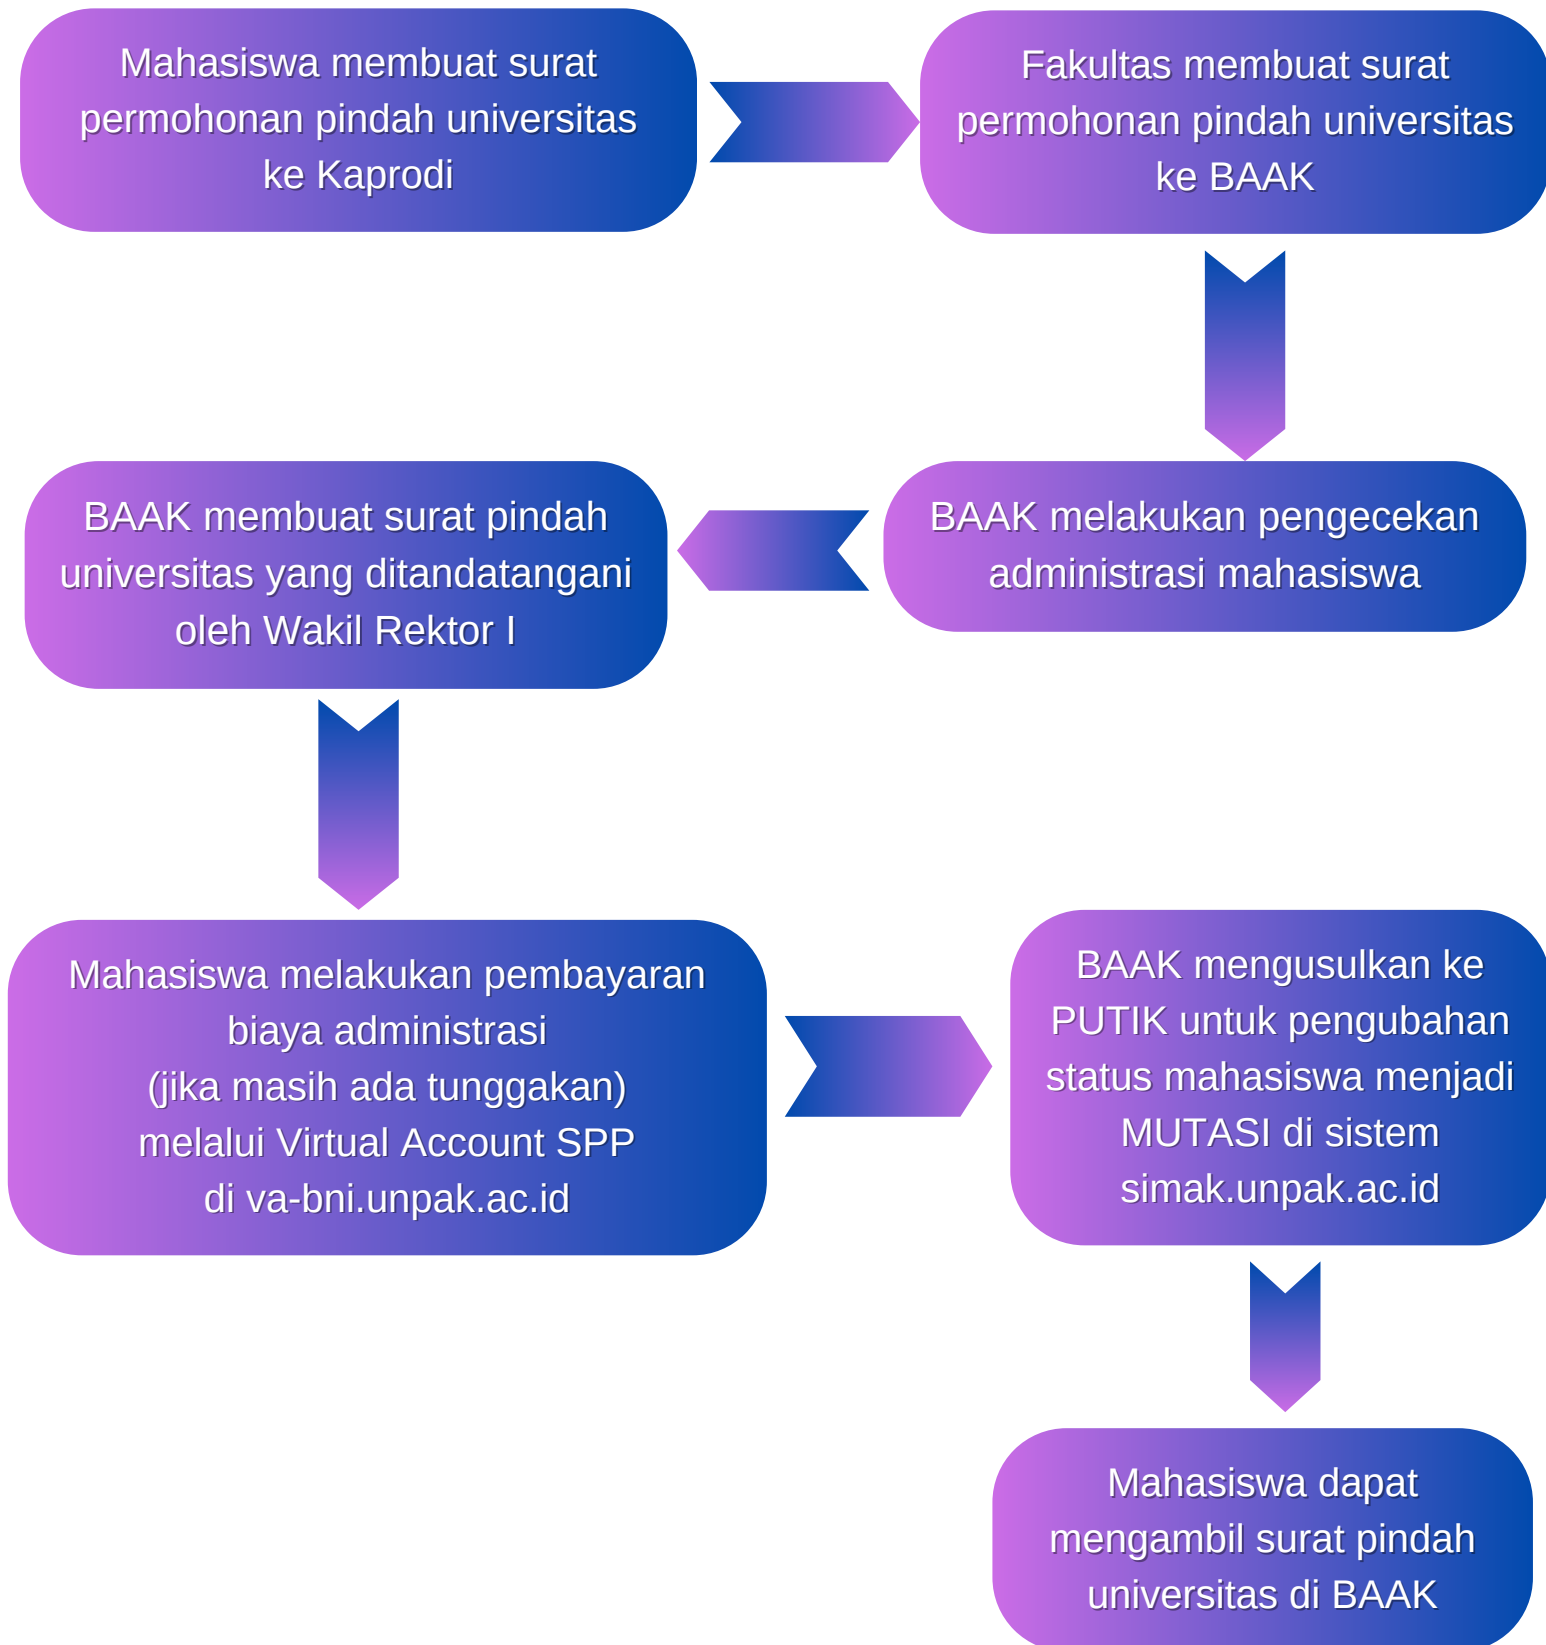 Mahasiswa membuat surat
permohonan pindah universitas
ke Kaprodi
Fakultas membuat surat
permohonan pindah universitas
ke BAAK
BAAK melakukan pengecekan
administrasi mahasiswa
BAAK membuat surat pindah
universitas yang ditandatangani
oleh Wakil Rektor I
Mahasiswa melakukan pembayaran
biaya administrasi
(jika masih ada tunggakan)
melalui Virtual Account SPP
di va-bni.unpak.ac.id
BAAK mengusulkan ke
PUTIK untuk pengubahan
status mahasiswa menjadi
MUTASI di sistem
simak.unpak.ac.id
Mahasiswa dapat
mengambil surat pindah
universitas di BAAK